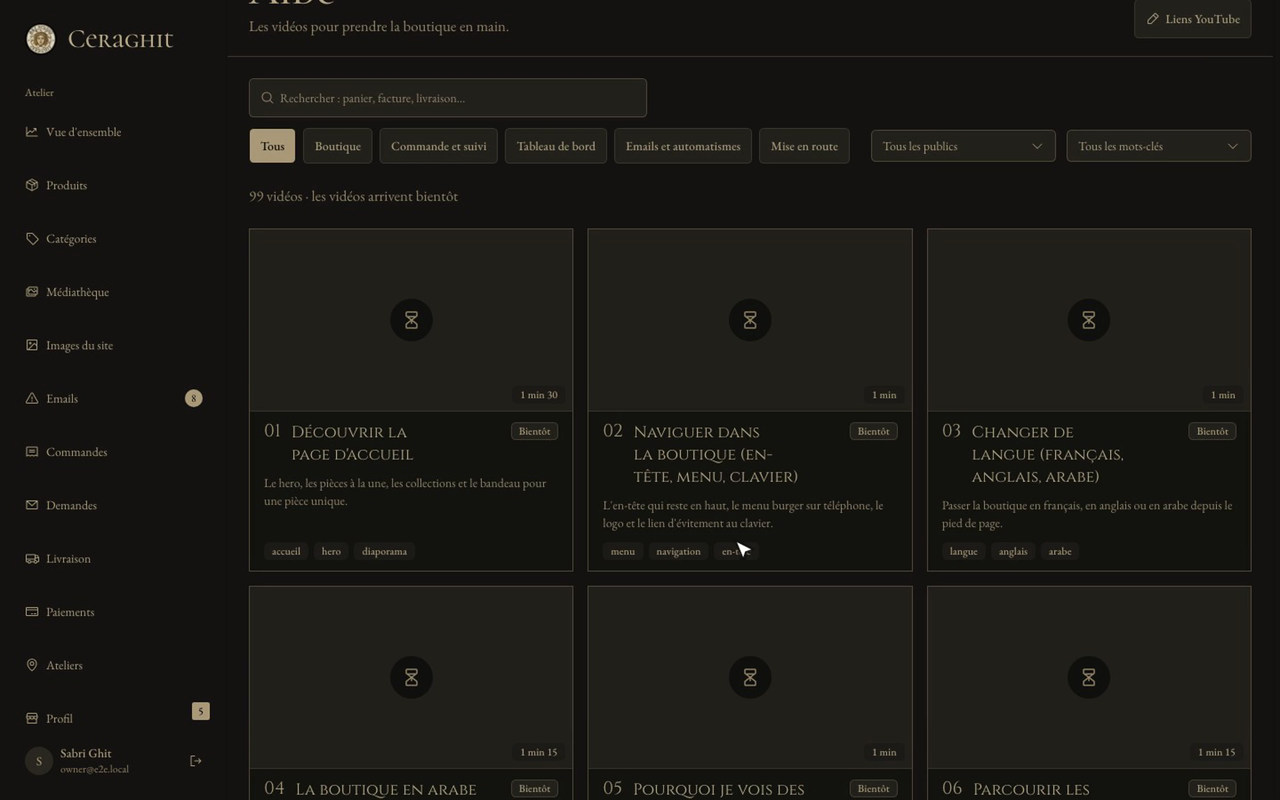 Les vidéos pour prendre la boutique en main.
Liens YouTube
Ceraghit
Atelier
Vue d'ensemble
Produits
Catégories
Médiathèque
Images du site
Emails
8
Commandes
Demandes
Livraison
Paiements
Ateliers
Profil
5
S
Sabri Ghit
owner@e2e.local
Rechercher : panier, facture, livraison...
Tous
Boutique
Commande et suivi
Tableau de bord
Emails et automatismes
Mise en route
Tous les publics
Tous les mots-clés
99 vidéos · les vidéos arrivent bientôt
1 min 30
01 Découvrir la
page d'accueil
Bientôt
Le hero, les pièces à la une, les collections et le bandeau pour
une pièce unique.
accueil
hero
diaporama
1 min
02 Naviguer dans
la boutique (en-
tête, menu, clavier)
Bientôt
L'en-tête qui reste en haut, le menu burger sur téléphone, le
logo et le lien d'évitement au clavier.
menu
navigation
1 min
03 Changer de
langue (français,
anglais, arabe)
Bientôt
Passer la boutique en français, en anglais ou en arabe depuis le
pied de page.
langue
anglais
arabe
1 min 15
04 La boutique en arabe
Bientôt
1 min
05 Pourquoi je vois des
Bientôt
1 min 15
06 Parcourir les
Bientôt